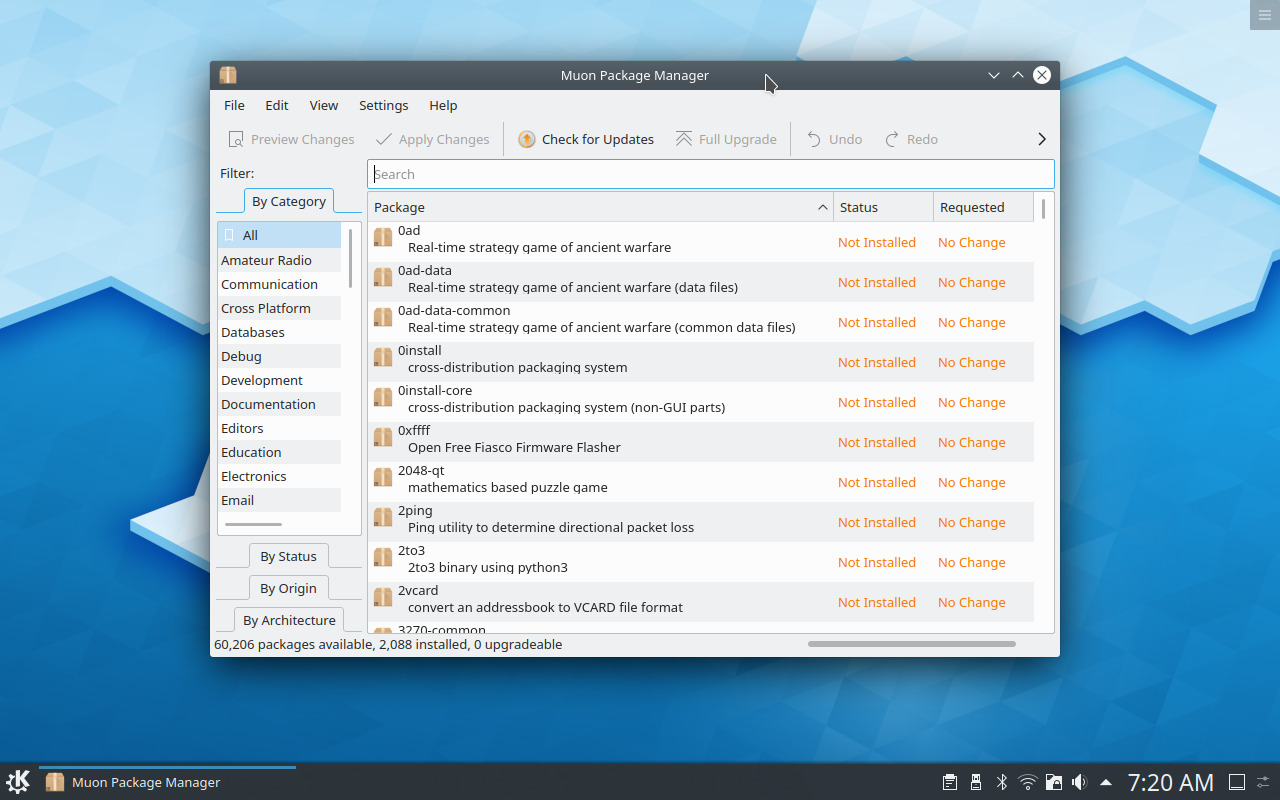 Muon Package Manager
File Edit View Settings Help
Preview Changes Apply Changes Check for Updates Full Upgrade Undo Redo
Filter:
Search
By Category
Package Status Requested
All
Amateur Radio
Communication
Cross Platform
Databases
Debug
Development
Documentation
Editors
Education
Electronics
Email
By Status
By Origin
By Architecture
0ad
Real-time strategy game of ancient warfare
Not Installed No Change
0ad-data
Real-time strategy game of ancient warfare (data files)
Not Installed No Change
0ad-data-common
Real-time strategy game of ancient warfare (common data files)
Not Installed No Change
0install
cross-distribution packaging system
Not Installed No Change
0install-core
cross-distribution packaging system (non-GUI parts)
Not Installed No Change
0xffff
Open Free Fiasco Firmware Flasher
Not Installed No Change
2048-qt
mathematics based puzzle game
Not Installed No Change
2ping
Ping utility to determine directional packet loss
Not Installed No Change
2to3
2to3 binary using python3
Not Installed No Change
2vcard
convert an addressbook to VCARD file format
Not Installed No Change
3270-common
60,206 packages available, 2,088 installed, 0 upgradeable
Muon Package Manager
7:20 AM